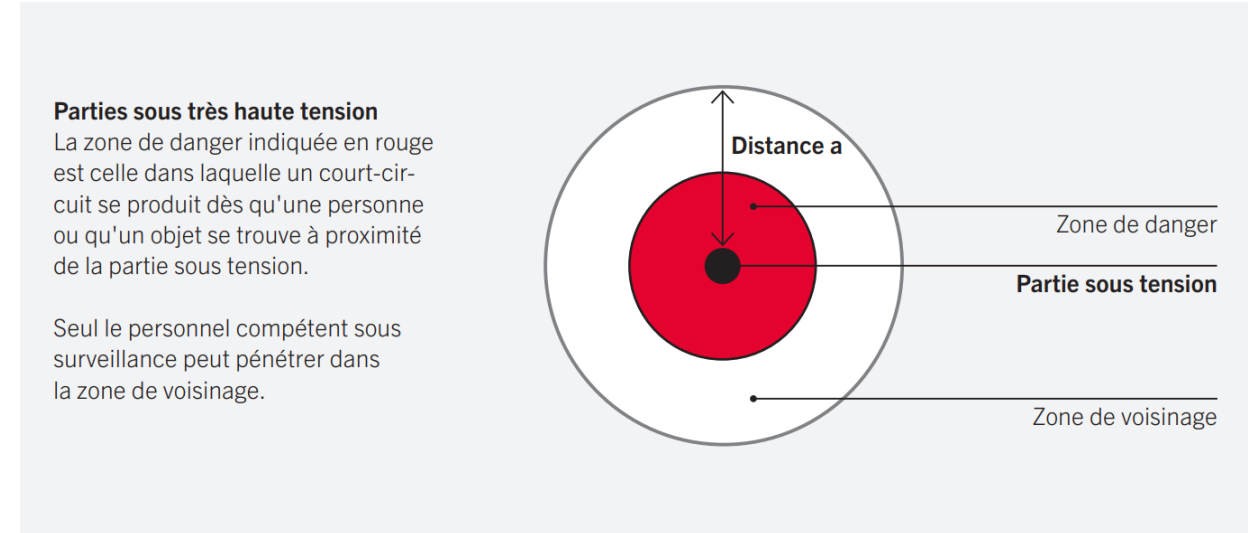 Parties sous très haute tension
La zone de danger indiquée en rouge
est celle dans laquelle un court-cir-
cuit se produit dès qu'une personne
ou qu'un objet se trouve à proximité
de la partie sous tension.
Seul le personnel compétent sous
surveillance peut pénétrer dans
la zone de voisinage.
Distance a
Zone de danger
Partie sous tension
Zone de voisinage